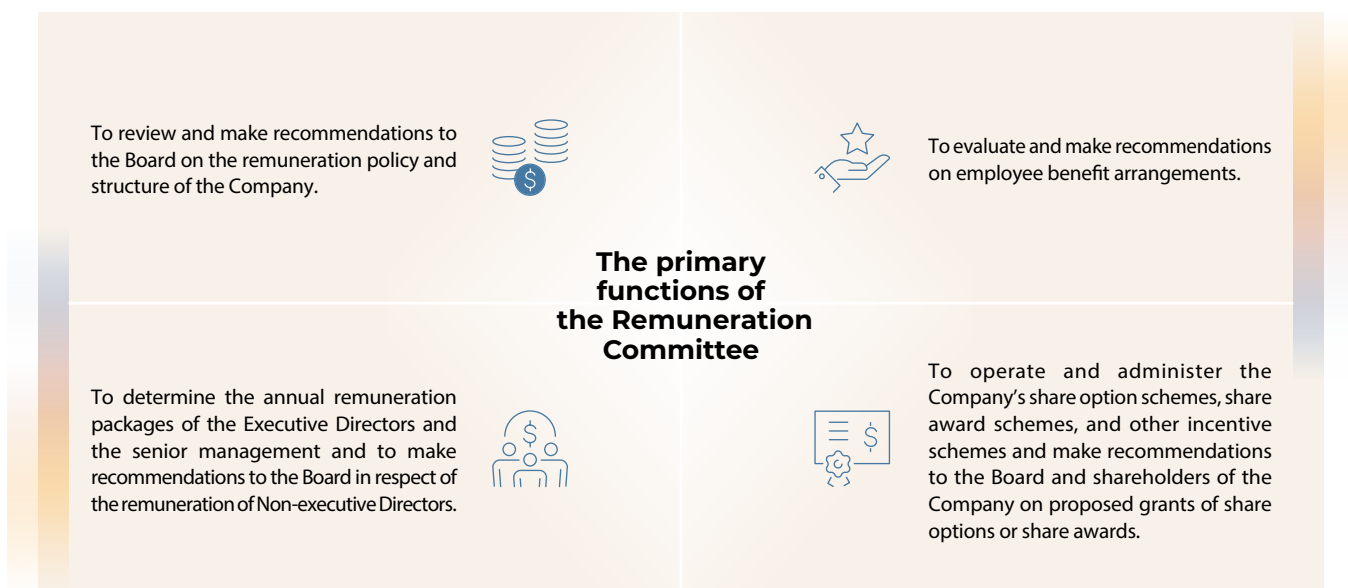 To review and make recommendations to
the Board on the remuneration policy and
structure of the Company.
$
To evaluate and make recommendations
on employee benefit arrangements.
The primary
functions of
the Remuneration
Committee
To determine the annual remuneration
packages of the Executive Directors and
the senior management and to make
recommendations to the Board in respect of
the remuneration of Non-executive Directors.
$
$
To operate and administer the
Company's share option schemes, share
award schemes, and other incentive
schemes and make recommendations
to the Board and shareholders of the
Company on proposed grants of share
options or share awards.